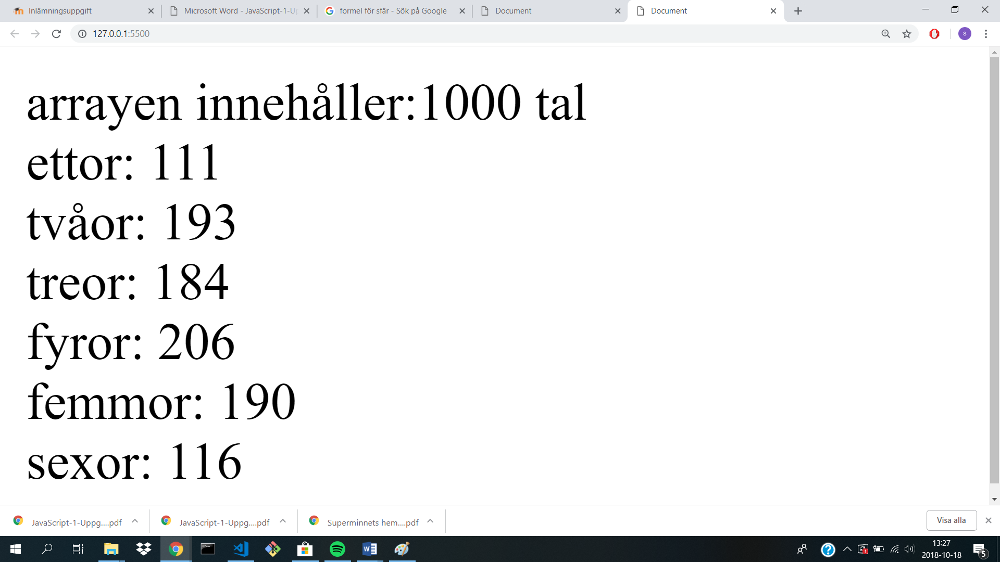 Inlämningsuppgift
Microsoft Word - JavaScript-1-U
formel för sfär - Sök på Google
Document
Document
127.0.0.1:5500
s
arrayen innehåller:1000 tal
ettor: 111
tvåor: 193
treor: 184
fyror: 206
femmor: 190
sexor: 116
JavaScript-1-Uppg....pdf
JavaScript-1-Uppg....pdf
Superminnets hem....pdf
Visa alla
13:27
2018-10-18
5